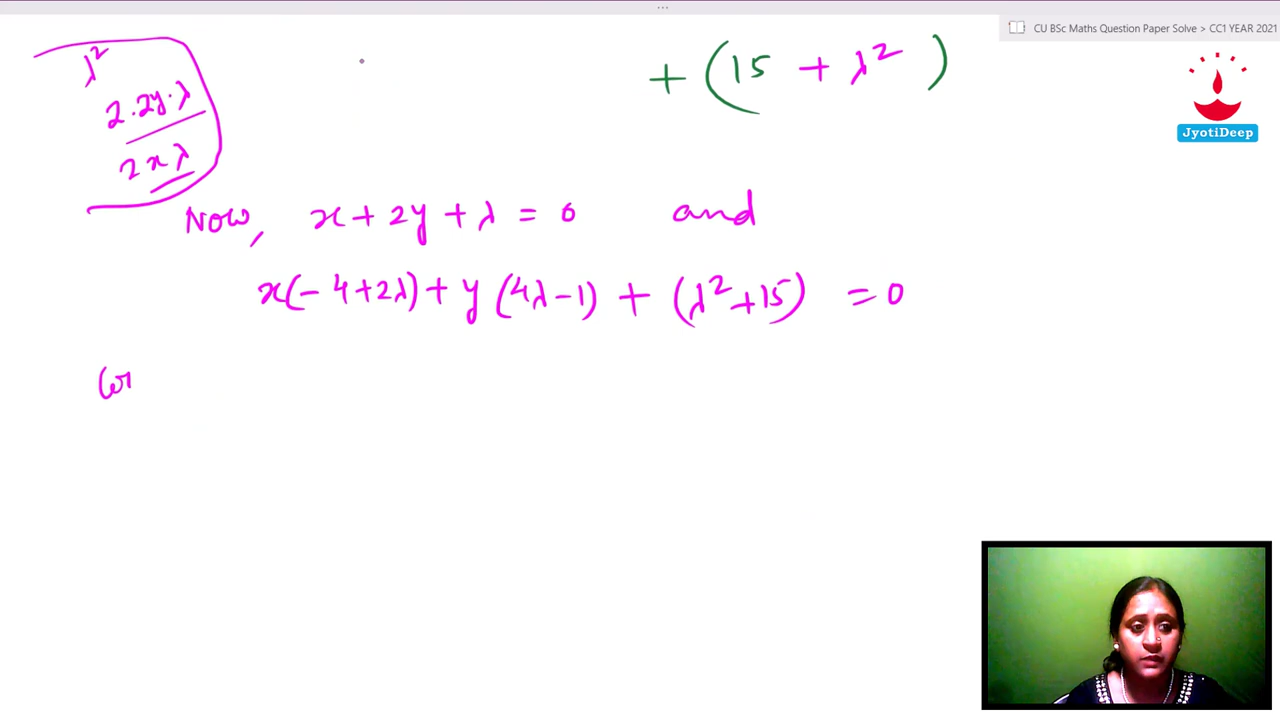 CU BSc Maths Question Paper Solve > CC1 YEAR 2021
+ (15 + λ²)
λ²
2·2y·λ
2xλ
JyotiDeep
Now, x + 2y + λ = 0 and
x(-4+2λ) + y(4λ-1) + (λ²+15) = 0